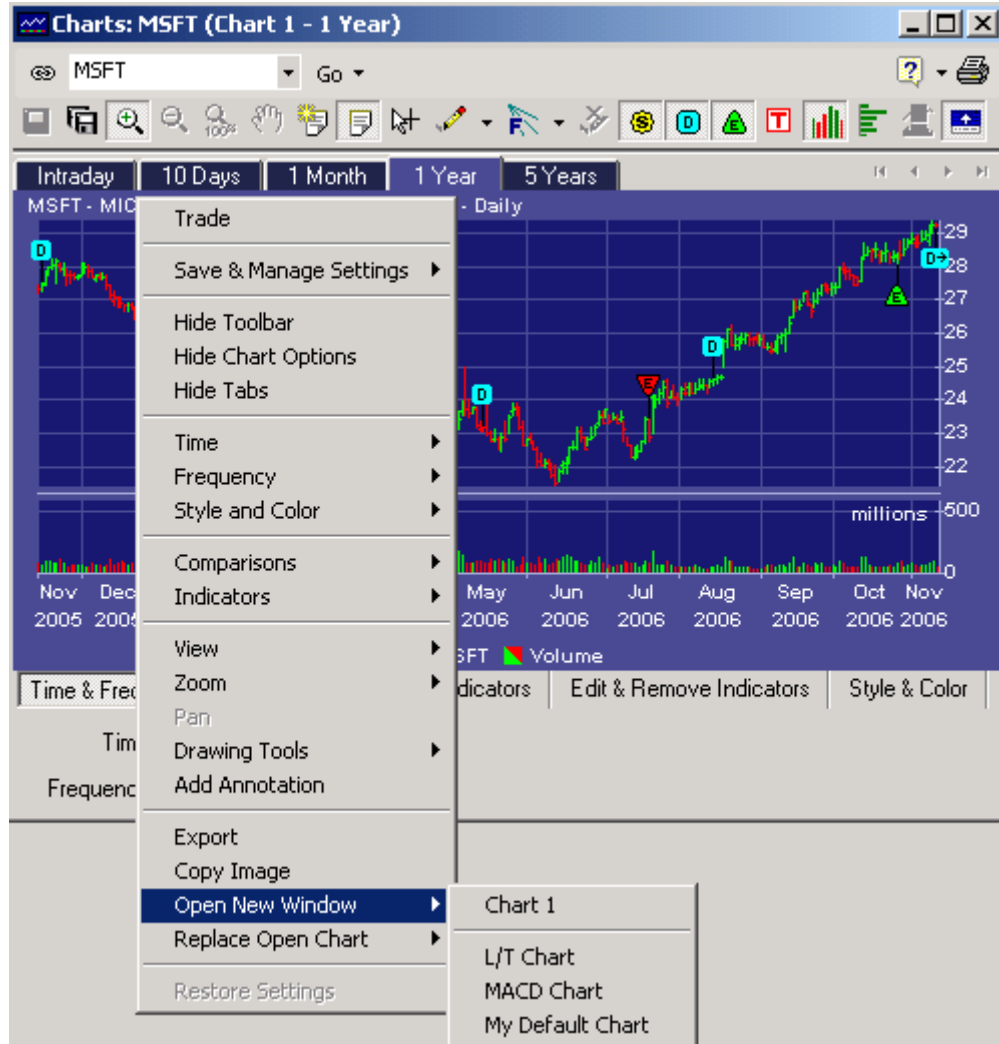 Charts: MSFT (Chart 1 - 1 Year)
MSFT Go ?
100% F S D E T
Intraday 10 Days 1 Month 1 Year 5 Years
MSFT - - Daily
29
28
27
26
25
24
23
22
D D D D E E
millions 500
0
Nov Dec May Jun Jul Aug Sep Oct Nov
2005 2006 2006 2006 2006 2006 2006 2006
Volume
Time & Edit & Remove Indicators Style & Color
Trade
Save & Manage Settings
Hide Toolbar
Hide Chart Options
Hide Tabs
Time
Frequency
Style and Color
Comparisons
Indicators
View
Zoom
Pan
Drawing Tools
Add Annotation
Export
Copy Image
Open New Window
Replace Open Chart
Restore Settings
Chart 1
L/T Chart
MACD Chart
My Default Chart